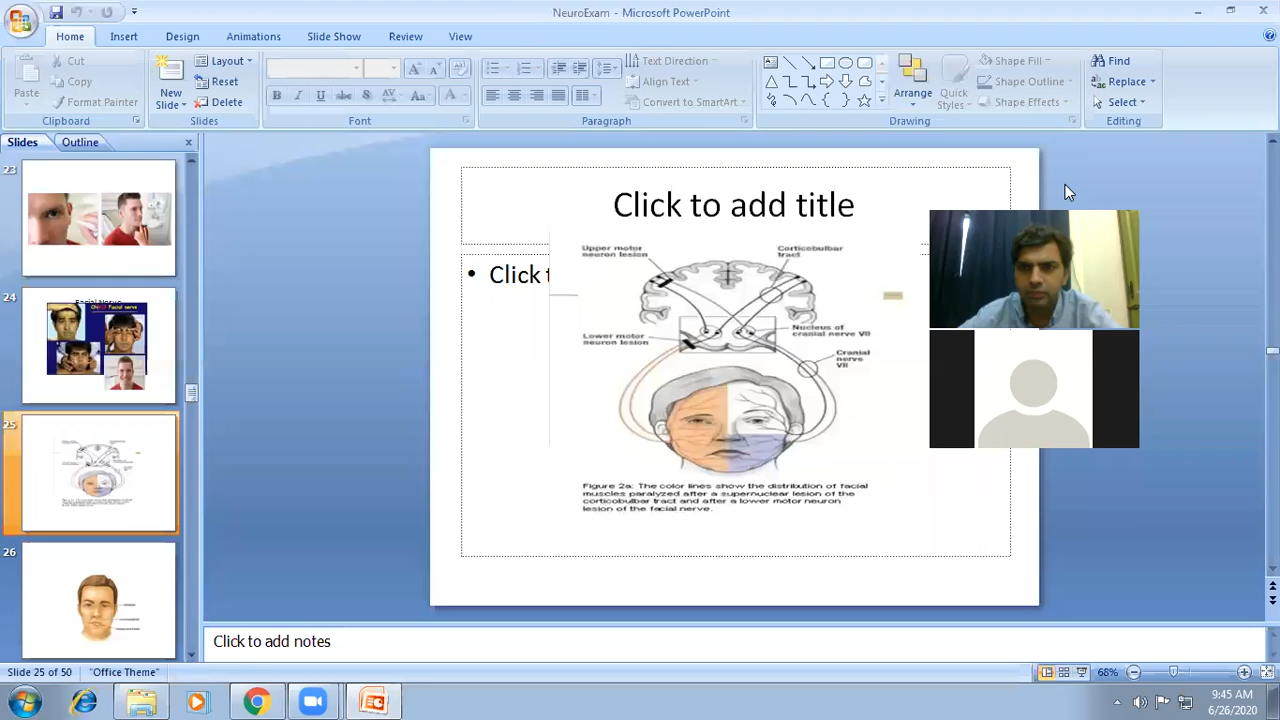 NeuroExam - Microsoft PowerPoint
Home Insert Design Animations Slide Show Review View
Cut
Copy
Format Painter
Paste
Clipboard
New Slide
Layout
Reset
Delete
Slides
B I U abc S AV Aa A
Font
Text Direction
Align Text
Convert to SmartArt
Paragraph
Arrange
Quick Styles
Shape Fill
Shape Outline
Shape Effects
Drawing
Find
Replace
Select
Editing
Slides Outline
23
24
Facial Nerve
25
26
Click to add title
• Click
Upper motor
neuron lesion
Corticobulbar
tract
Lower motor
neuron lesion
Nucleus of
cranial nerve VII
Cranial
nerve
VII
Figure 2a: The color lines show the distribution of facial
muscles paralyzed after a supernuclear lesion of the
corticobulbar tract and after a lower motor neuron
lesion of the facial nerve.
Click to add notes
Slide 25 of 50 "Office Theme" 68%
9:45 AM
6/26/2020